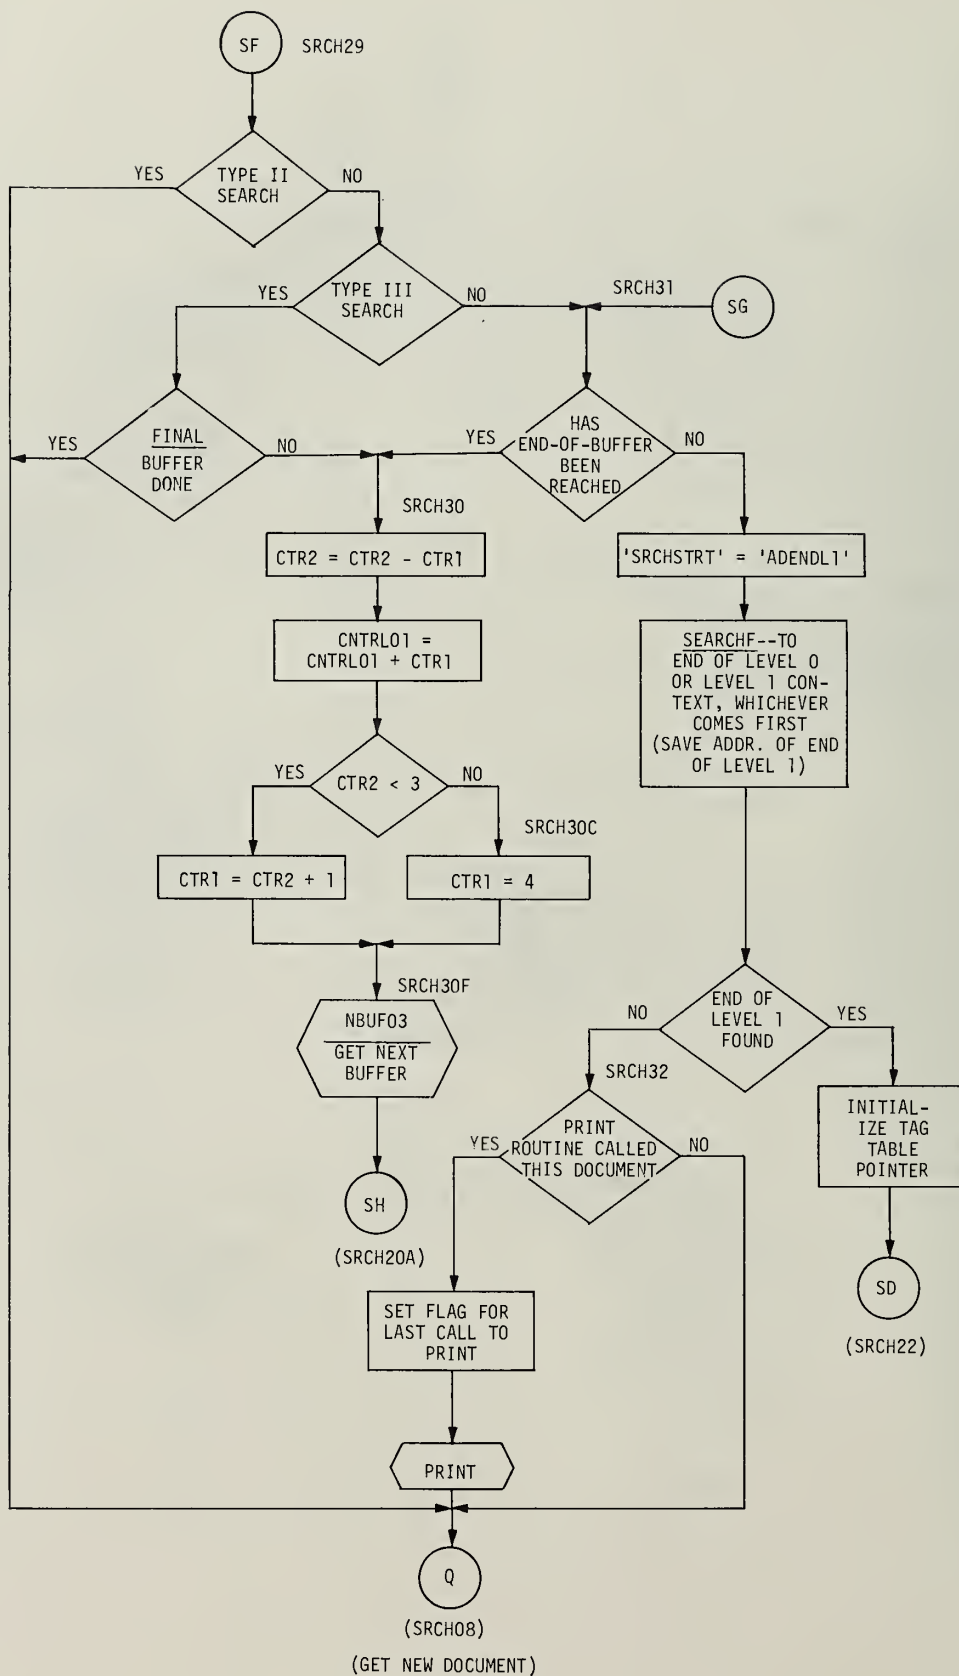 SF SRCH29
YES
TYPE II
SEARCH
NO
YES
TYPE III
SEARCH
NO
SRCH31
SG
YES
FINAL
BUFFER
DONE
NO
YES
HAS
END-OF-BUFFER
BEEN
REACHED
NO
SRCH30
CTR2 = CTR2 - CTR1
'SRCHSTRT' = 'ADENDL1'
CNTRL01 =
CNTRL01 + CTR1
SEARCHF--TO
END OF LEVEL 0
OR LEVEL 1 CON-
TEXT, WHICHEVER
COMES FIRST
(SAVE ADDR. OF END
OF LEVEL 1)
YES
CTR2 < 3
NO
SRCH30C
CTR1 = CTR2 + 1
CTR1 = 4
SRCH30F
NBUF03
GET NEXT
BUFFER
NO
END OF
LEVEL 1
FOUND
YES
SRCH32
SH
(SRCH20A)
YES
PRINT
ROUTINE CALLED
THIS DOCUMENT
NO
INITIAL-
IZE TAG
TABLE
POINTER
SD
(SRCH22)
SET FLAG FOR
LAST CALL TO
PRINT
PRINT
Q
(SRCH08)
(GET NEW DOCUMENT)